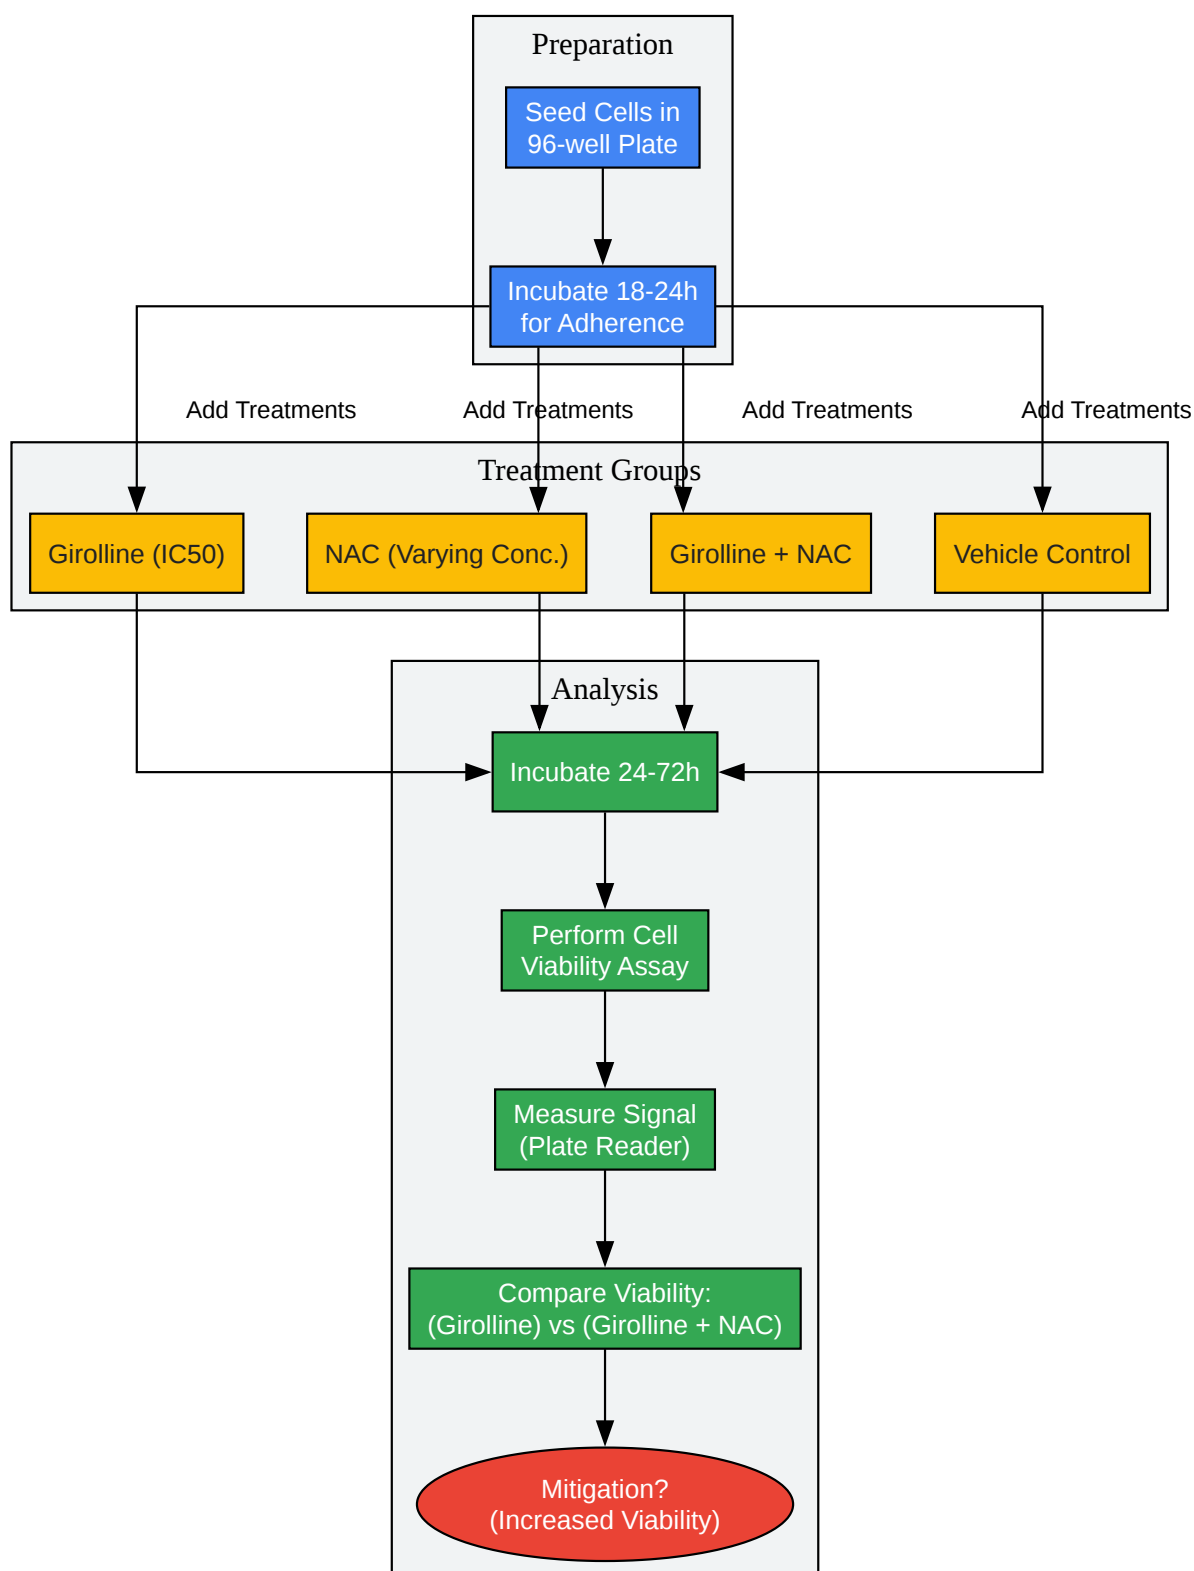 Preparation
Seed Cells in
96-well Plate
Incubate 18-24h
for Adherence
Add Treatments
Add Treatments
Add Treatments
Add Treatments
Treatment Groups
Girolline (IC50)
NAC (Varying Conc.)
Girolline + NAC
Vehicle Control
Analysis
Incubate 24-72h
Perform Cell
Viability Assay
Measure Signal
(Plate Reader)
Compare Viability:
(Girolline) vs (Girolline + NAC)
Mitigation?
(Increased Viability)